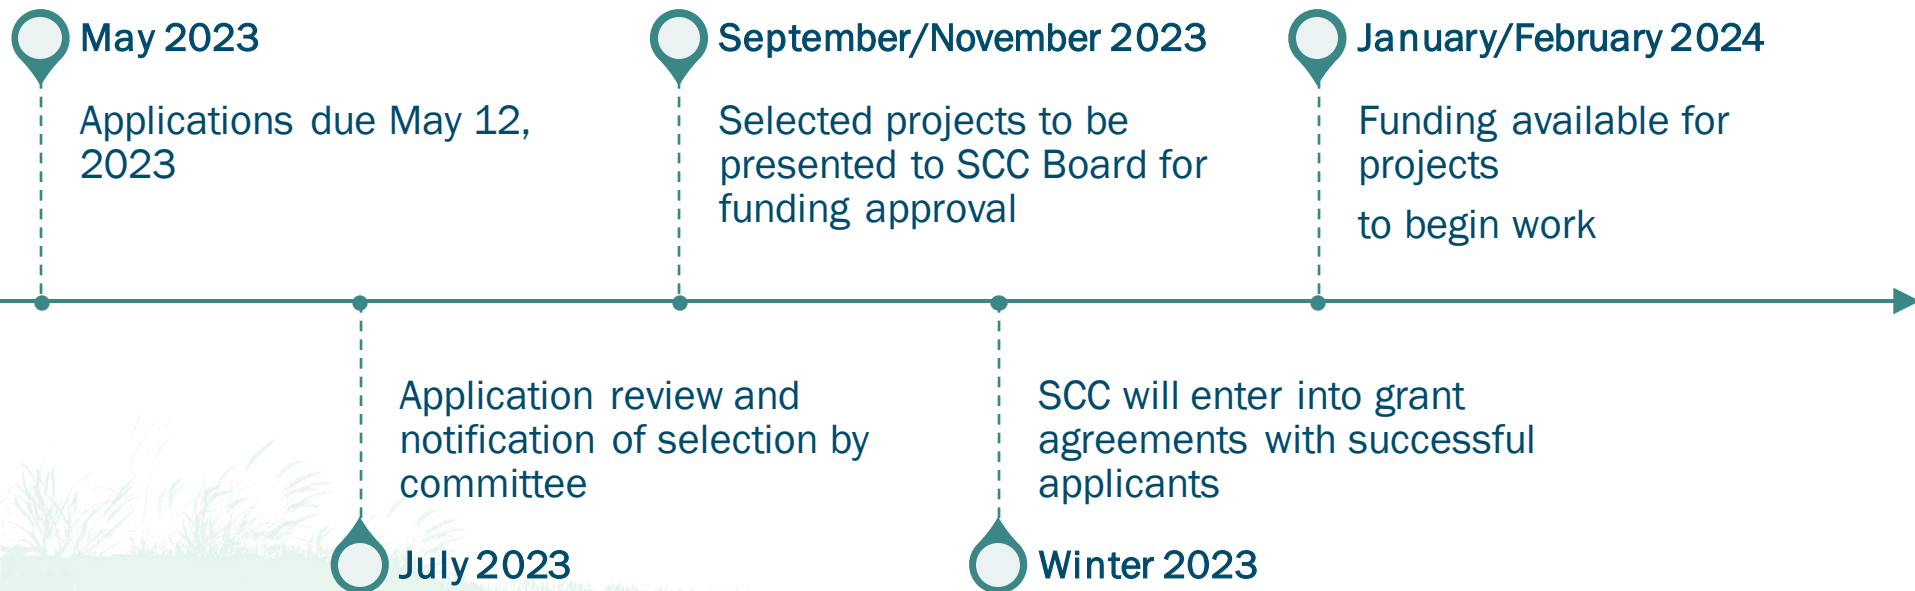 May 2023
Applications due May 12,
2023
July 2023
Application review and
notification of selection by
committee
September/November 2023
Selected projects to be
presented to SCC Board for
funding approval
Winter 2023
SCC will enter into grant
agreements with successful
applicants
January/February 2024
Funding available for
projects
to begin work